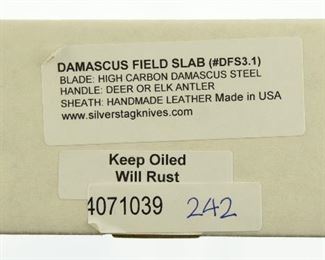 DAMASCUS FIELD SLAB (#DFS3.1)
BLADE: HIGH CARBON DAMASCUS STEEL
HANDLE: DEER OR ELK ANTLER
SHEATH: HANDMADE LEATHER Made in USA
www.silverstagknives.com
Keep Oiled
Will Rust
4071039 242